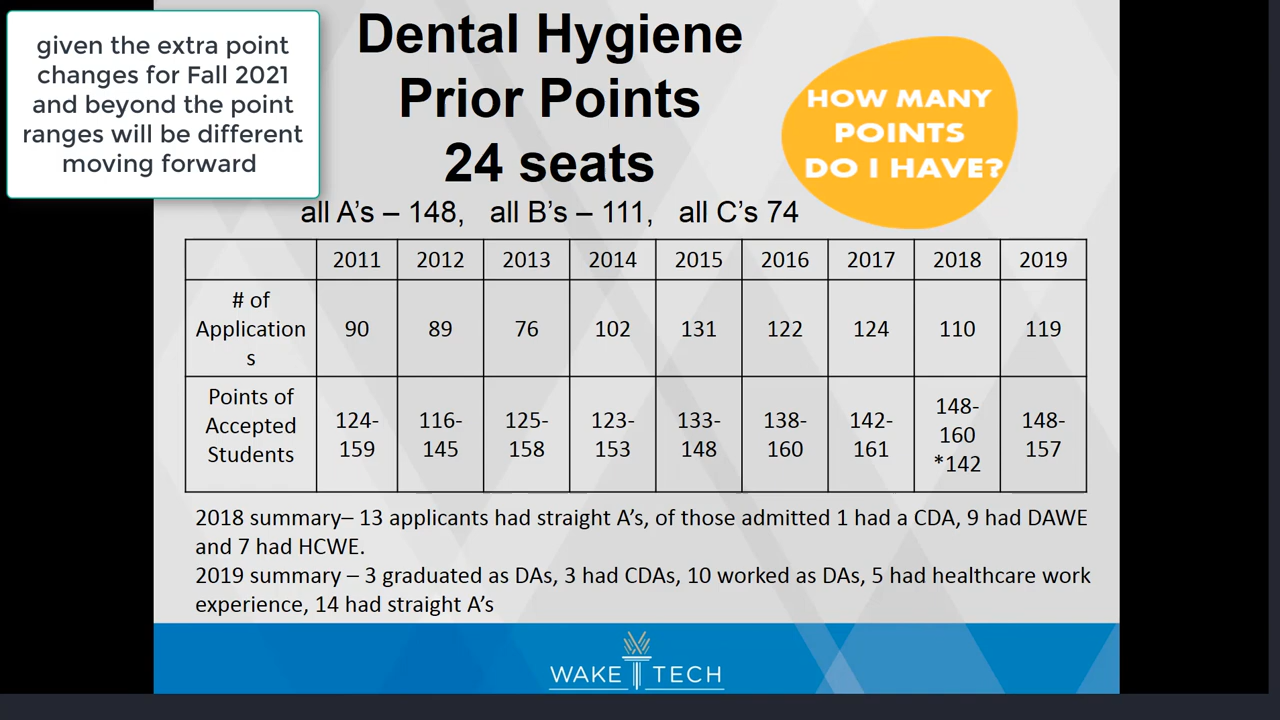 given the extra point
changes for Fall 2021
and beyond the point
ranges will be different
moving forward
Dental Hygiene
Prior Points
24 seats
HOW MANY
POINTS
DO I HAVE?
all A's – 148, all B's – 111, all C's 74
2011 2012 2013 2014 2015 2016 2017 2018 2019
# of
Application
s
90 89 76 102 131 122 124 110 119
Points of
Accepted
Students
124-
159
116-
145
125-
158
123-
153
133-
148
138-
160
142-
161
148-
160
*142
148-
157
2018 summary– 13 applicants had straight A's, of those admitted 1 had a CDA, 9 had DAWE
and 7 had HCWE.
2019 summary – 3 graduated as DAs, 3 had CDAs, 10 worked as DAs, 5 had healthcare work
experience, 14 had straight A's
WAKE TECH